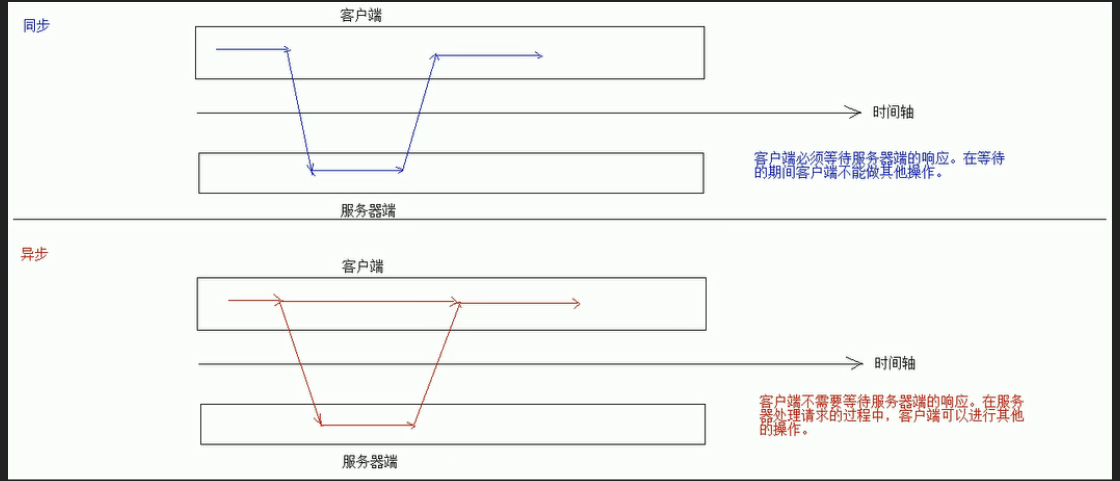 客户端
同步
时间轴
客户端必须等待服务器端的响应。在等待
的期间客户端不能做其他操作。
服务器端
异步
客户端
时间轴
客户端不需要等待服务器端的响应。在服务
器处理请求的过程中，客户端可以进行其他
的操作。
服务器端